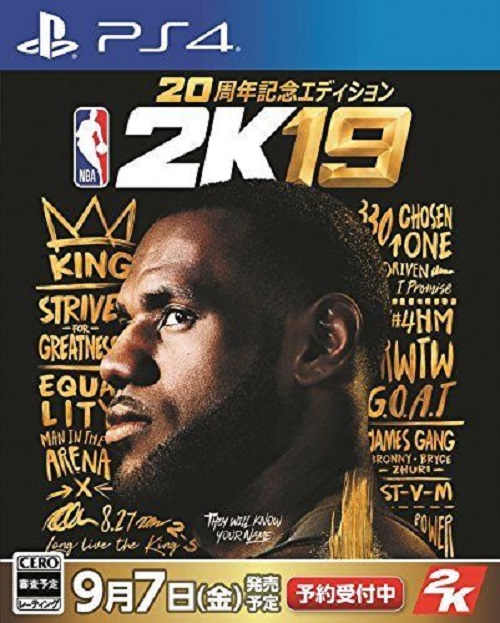 PS4
20周年記念エディション
NBA
2K19
KING
STRIVE
FOR
GREATNES
EQUA
LITY
MAN IN THE
ARENA
X
8.27
long live the King
330 CHOSEN
1ONE
DRIVEN
I Promise
#4HM
RWTW
G.O.A.T
JAMES GANG
BRONNY · BRYCE
ZHURI
ST-V-M
POWER
THEY WILL KNOW
YOUR NAME
CERO
審査予定
レーティング
9月7日(金)発売予定
予約受付中
2K